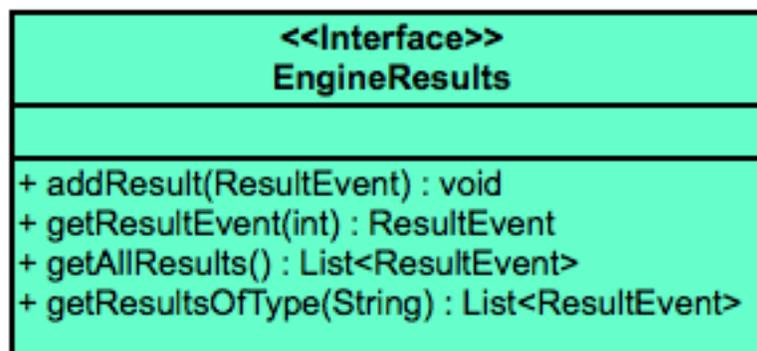 <<Interface>>
EngineResults
+ addResult(ResultEvent) : void
+ getResultEvent(int) : ResultEvent
+ getAllResults() : List<ResultEvent>
+ getResultsOfType(String) : List<ResultEvent>